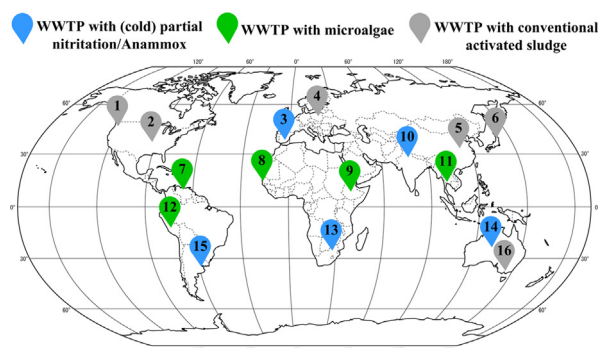 WWTP with (cold) partial
nitritation/Anammox
WWTP with microalgae
WWTP with conventional
activated sludge
120° 60° 0° 60° 120° 180°
60° 60°
4
1 3 6
2 10 5
30° 30°
8 9 11
7
0° 12 0°
13 14
15 16
30° 30°
60° 60°